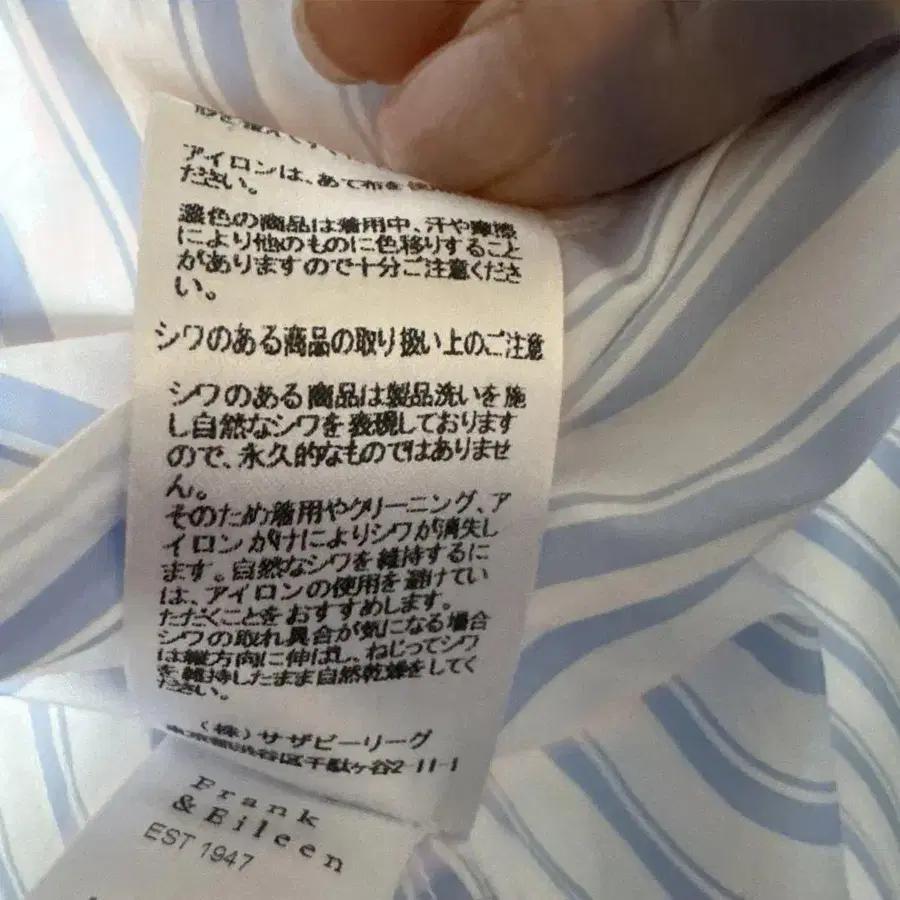 アイロンは、あて布を使
ださい。
濃色の商品は着用中、汗や摩擦
により他のものに色移りすること
がありますので十分ご注意くださ
い。
シワのある商品の取り扱い上のご注意
シワのある商品は製品洗いを施
し自然なシワを表現しております
ので、永久的なものではありませ
ん。
そのため着用やクリーニング、ア
イロンがけによりシワが消失し
ます。自然なシワを維持するに
は、アイロンの使用を避けてい
ただくことをおすすめします。
シワの取れ具合が気になる場合
は縦方向に伸ばし、ねじってシワ
を維持したまま自然乾燥をしてく
ださい。
(株)サザビーリーグ
東京都渋谷区千駄ヶ谷2-11-1
Frank
& Eileen
EST 1947